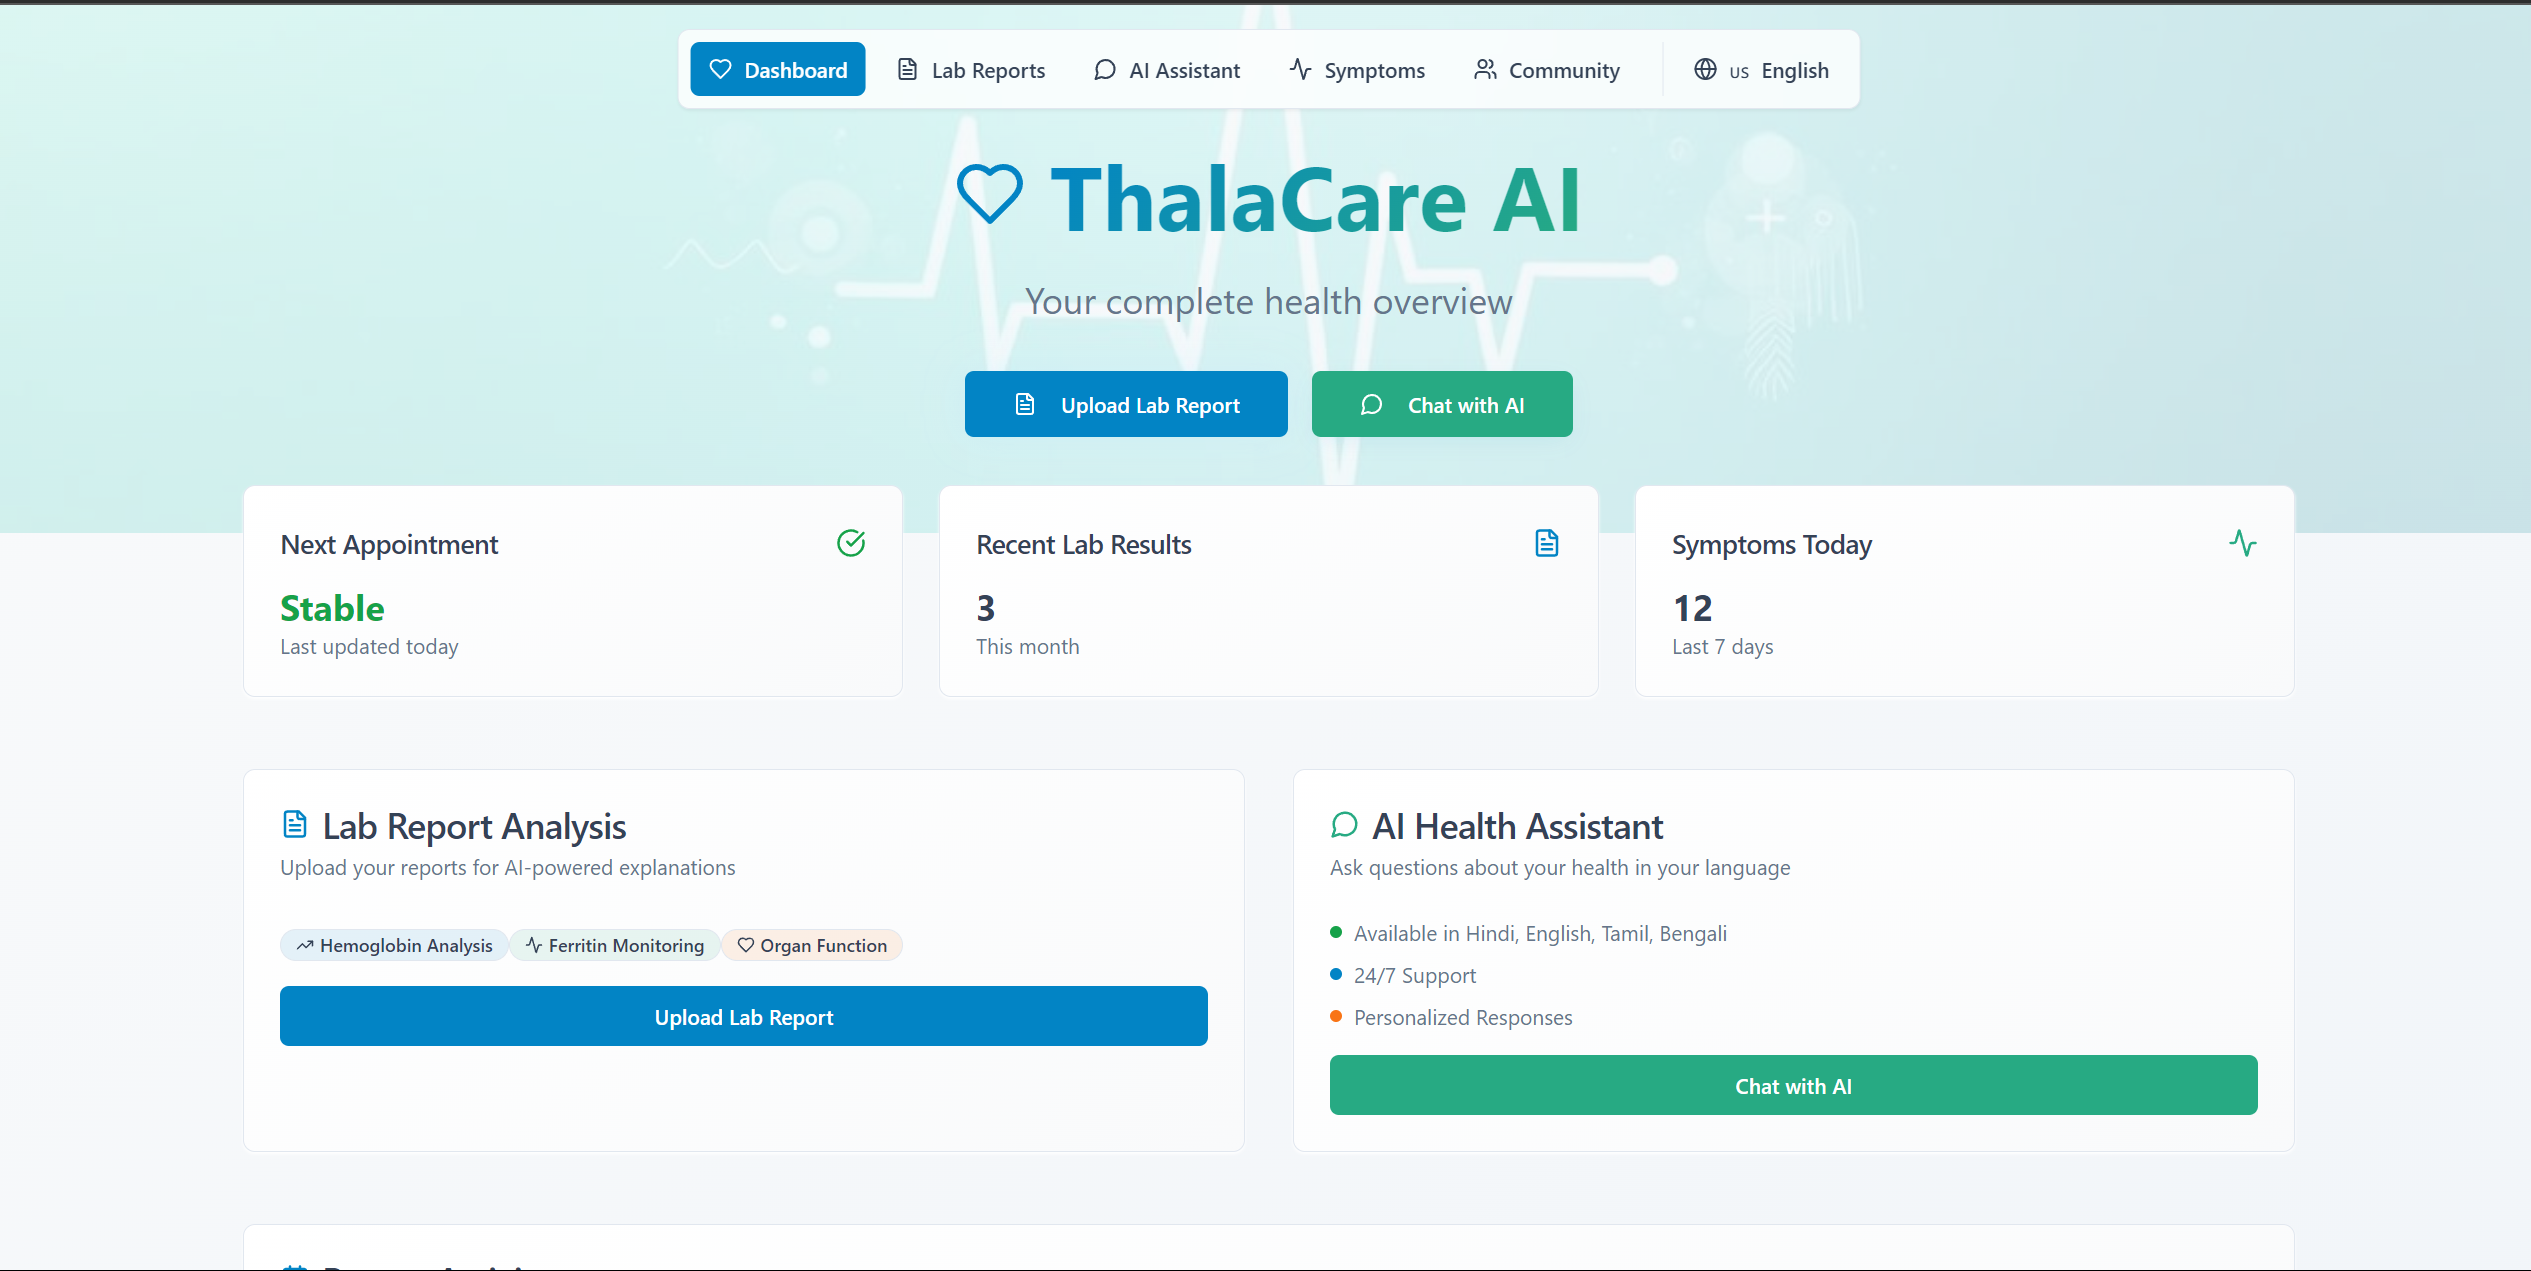 Dashboard
Lab Reports
AI Assistant
Symptoms
Community
US English
ThalaCare AI
Your complete health overview
Upload Lab Report
Chat with AI
Next Appointment
Stable
Last updated today
Recent Lab Results
3
This month
Symptoms Today
12
Last 7 days
Lab Report Analysis
Upload your reports for AI-powered explanations
Hemoglobin Analysis
Ferritin Monitoring
Organ Function
Upload Lab Report
AI Health Assistant
Ask questions about your health in your language
Available in Hindi, English, Tamil, Bengali
24/7 Support
Personalized Responses
Chat with AI